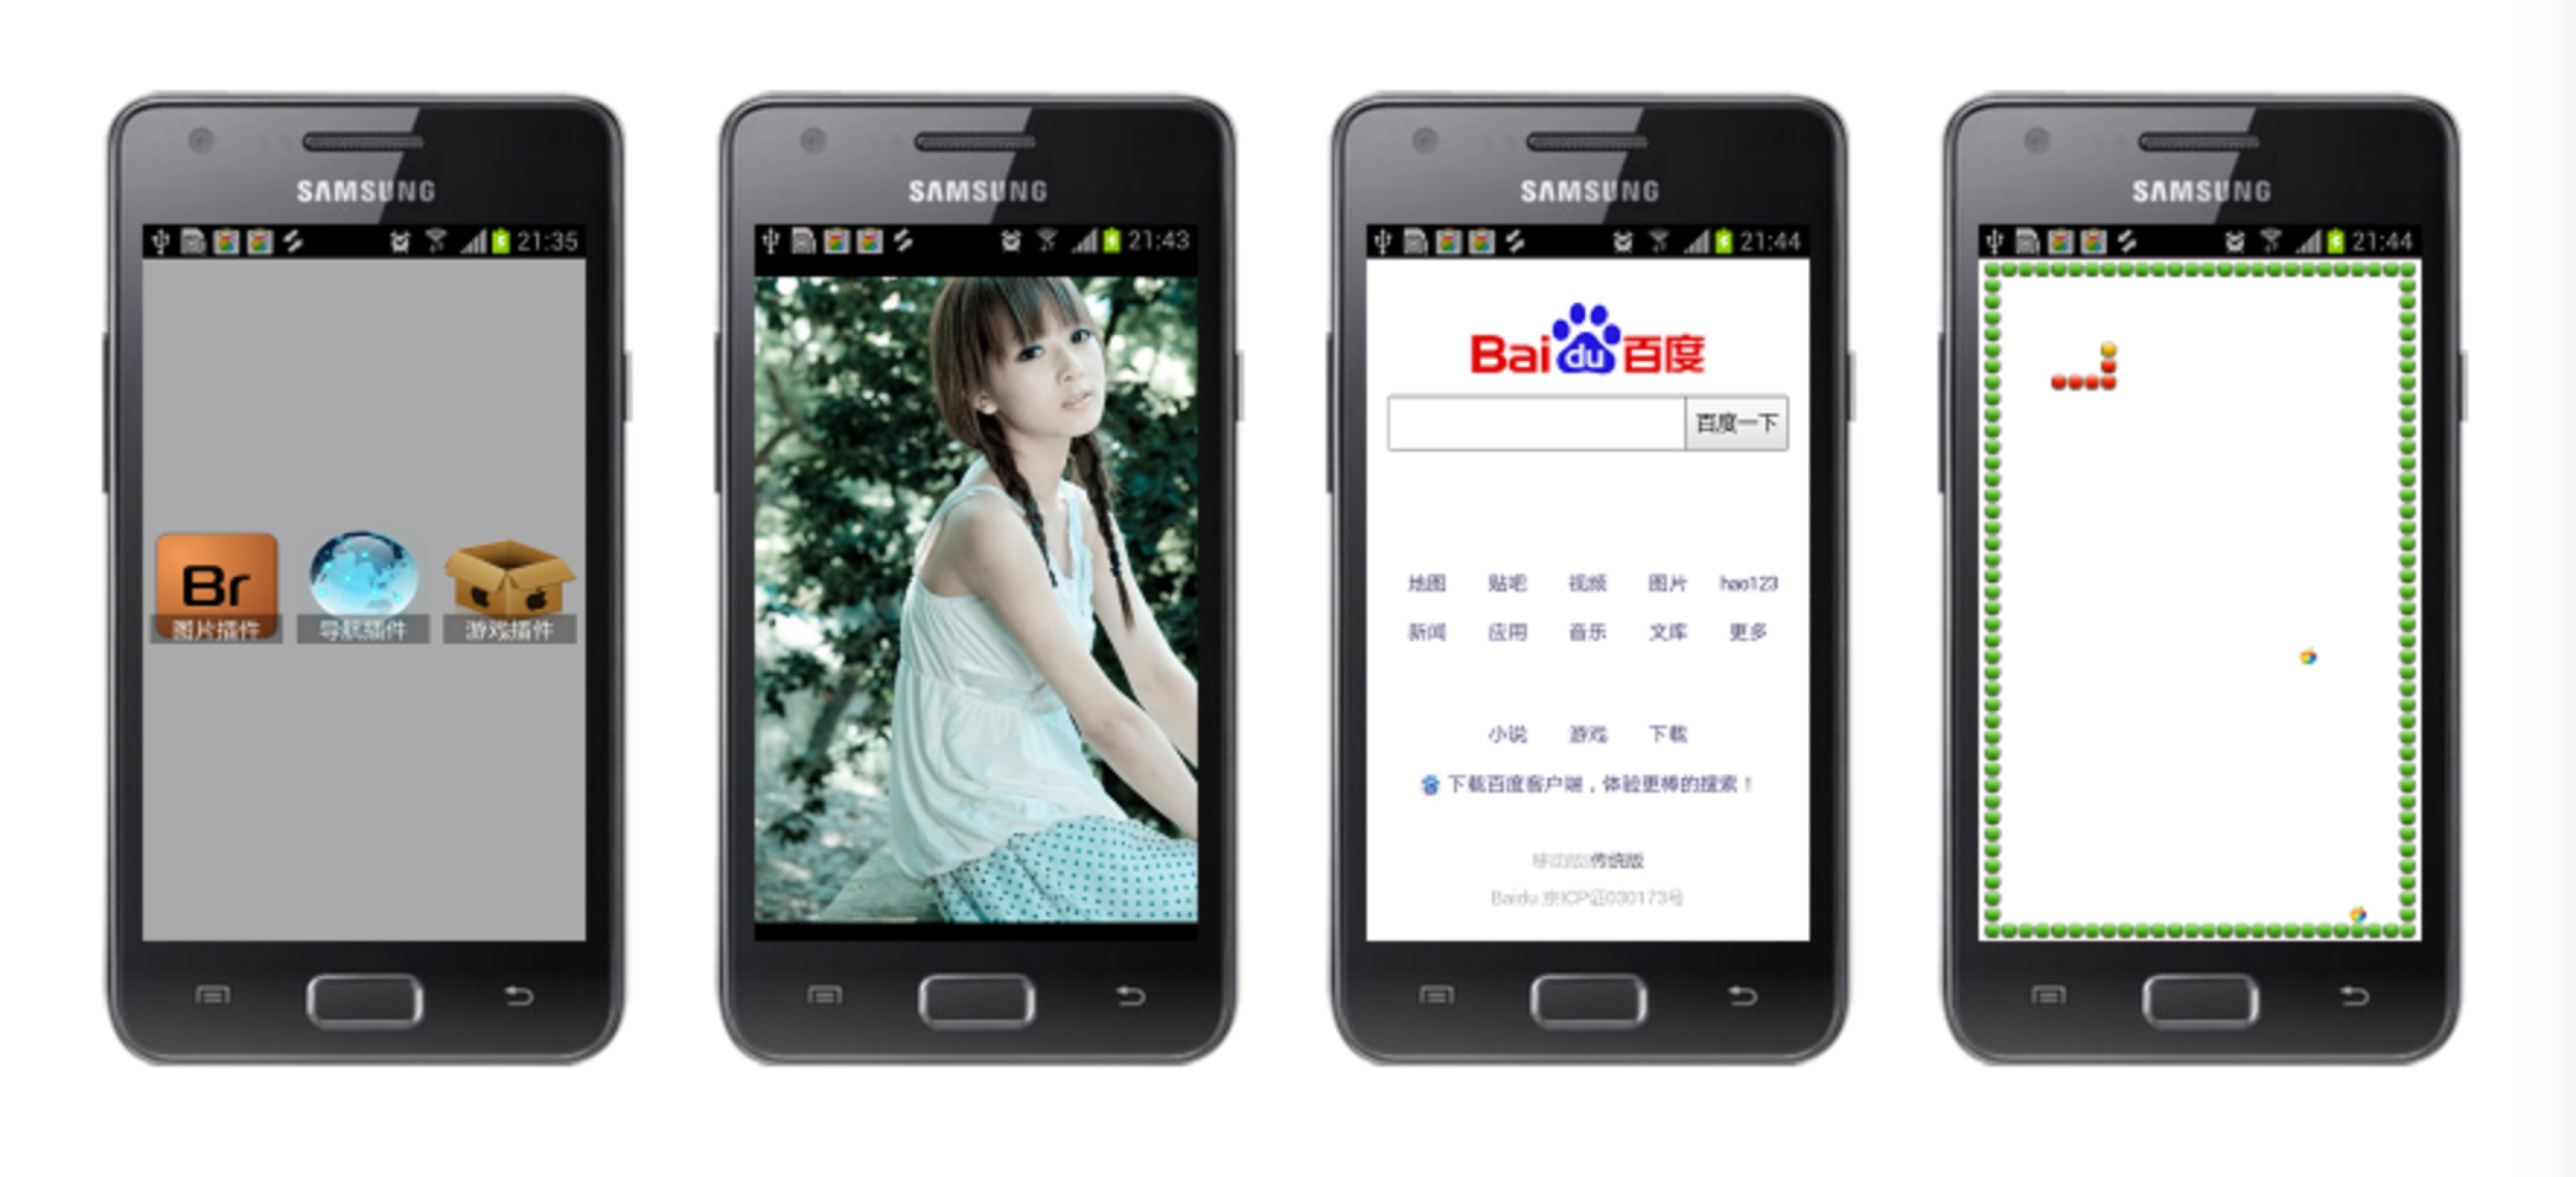 SAMSUNG
21:35
Br
图片插件
导航插件
游戏插件
SAMSUNG
21:43
SAMSUNG
21:44
Bai du 百度
百度一下
地图 贴吧 视频 图片 hao123
新闻 应用 音乐 文库 更多
小说 游戏 下载
下载百度客户端，体验更棒的搜索！
传统版
Baidu 京ICP证030173号
SAMSUNG
21:44